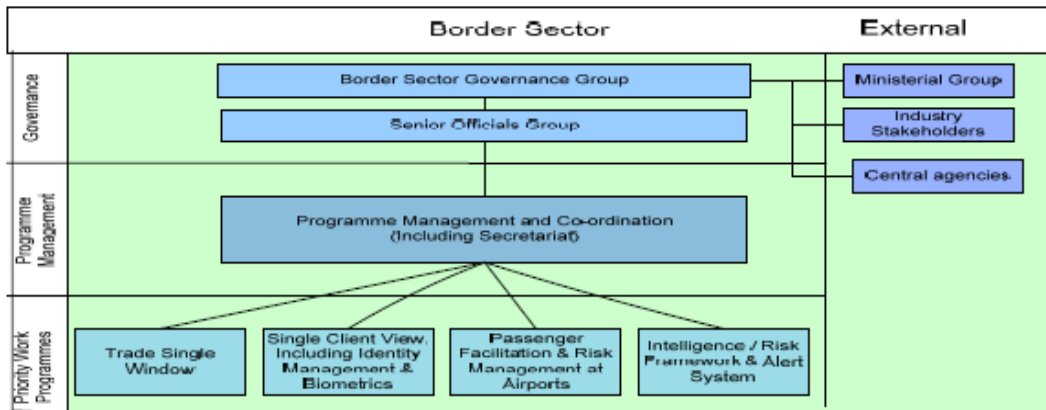 Border Sector
External
Governance
Border Sector Governance Group
Ministerial Group
Senior Officials Group
Industry
Stakeholders
Central agencies
Programme
Management
Programme Management and Co-ordination
(Including Secretariat)
Priority Work
Programmes
Trade Single
Window
Single Client View.
Including Identity
Management &
Biometrics
Passenger
Facilitation & Risk
Management at
Airports
Intelligence / Risk
Framework & Alert
System